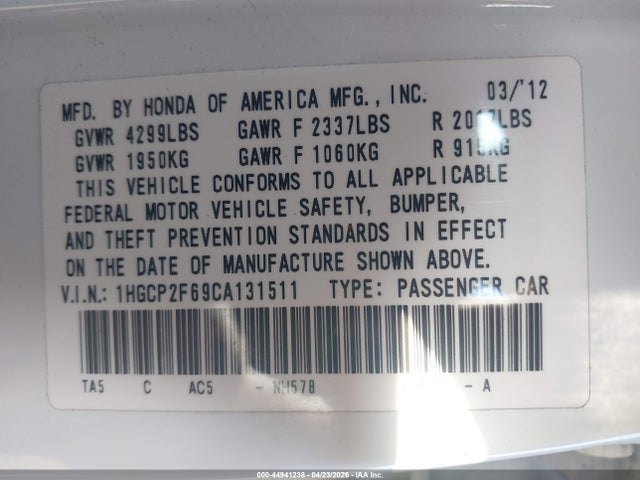 MFD. BY HONDA OF AMERICA MFG., INC. 03/'12
GVWR 4299LBS GAWR F 2337LBS R
GVWR 1950KG GAWR F 1060KG R
THIS VEHICLE CONFORMS TO ALL APPLICABLE
FEDERAL MOTOR VEHICLE SAFETY, BUMPER,
AND THEFT PREVENTION STANDARDS IN EFFECT
ON THE DATE OF MANUFACTURE SHOWN ABOVE.
V.I.N.: 1HGCP2F69CA131511 TYPE: PASSENGER CAR
TA5 C AC5 - NH578 - - A
000-44941238 - 04/23/2026 - IAA Inc.